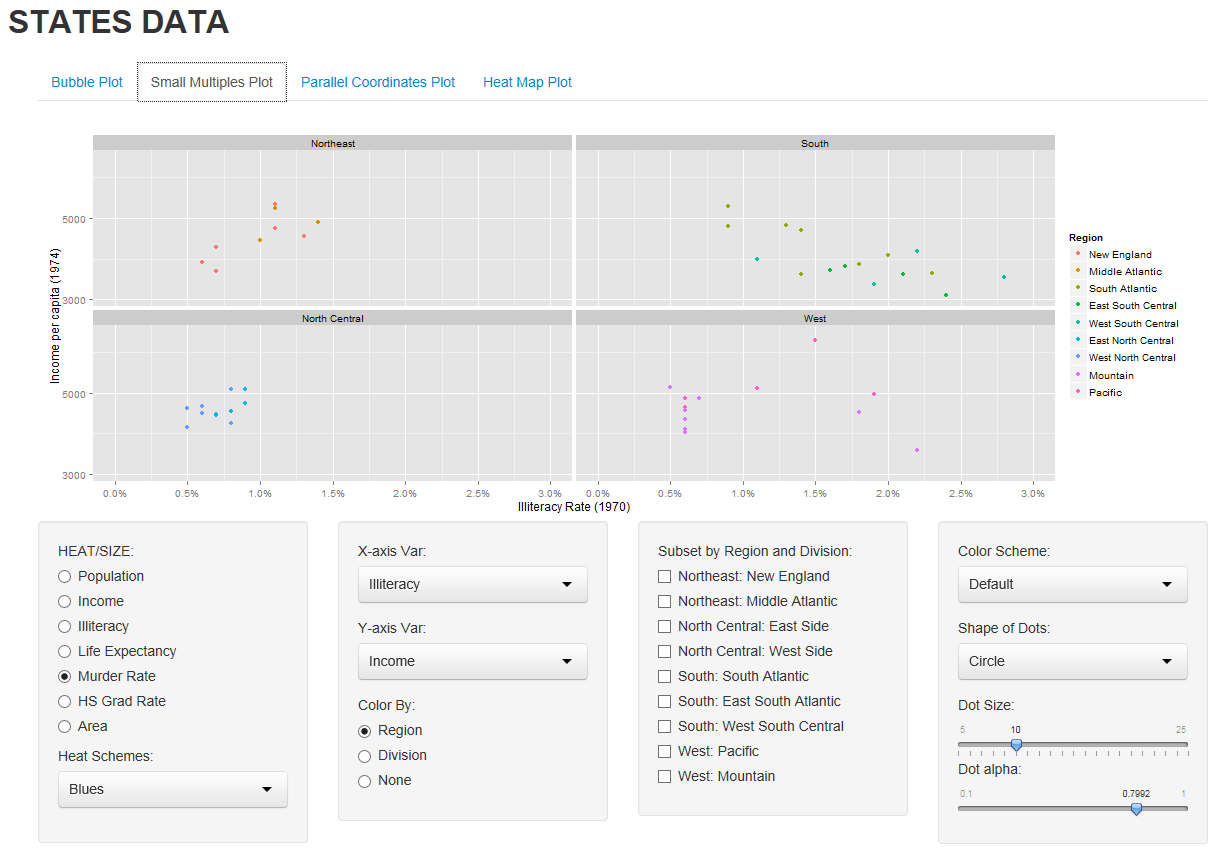 STATES DATA
Bubble Plot
Small Multiples Plot
Parallel Coordinates Plot
Heat Map Plot
Northeast
South
5000
3000
North Central
West
5000
3000
Income per capita (1974)
0.0%
0.5%
1.0%
1.5%
2.0%
2.5%
3.0%
0.0%
0.5%
1.0%
1.5%
2.0%
2.5%
3.0%
Illiteracy Rate (1970)
Region
New England
Middle Atlantic
South Atlantic
East South Central
West South Central
East North Central
West North Central
Mountain
Pacific
HEAT/SIZE:
Population
Income
Illiteracy
Life Expectancy
Murder Rate
HS Grad Rate
Area
Heat Schemes:
Blues
X-axis Var:
Illiteracy
Y-axis Var:
Income
Color By:
Region
Division
None
Subset by Region and Division:
Northeast: New England
Northeast: Middle Atlantic
North Central: East Side
North Central: West Side
South: South Atlantic
South: East South Atlantic
South: West South Central
West: Pacific
West: Mountain
Color Scheme:
Default
Shape of Dots:
Circle
Dot Size:
5
10
25
Dot alpha:
0.1
0.7992
1